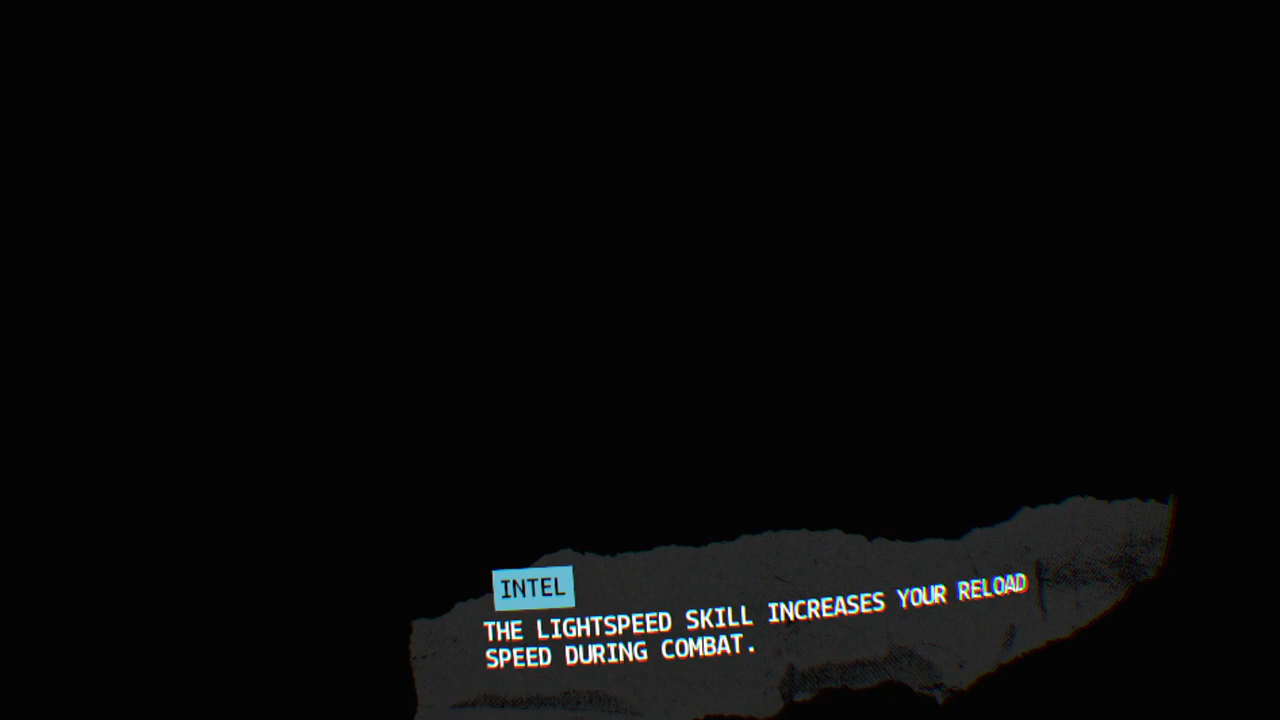 INTEL
THE LIGHTSPEED SKILL INCREASES YOUR RELOAD
SPEED DURING COMBAT.